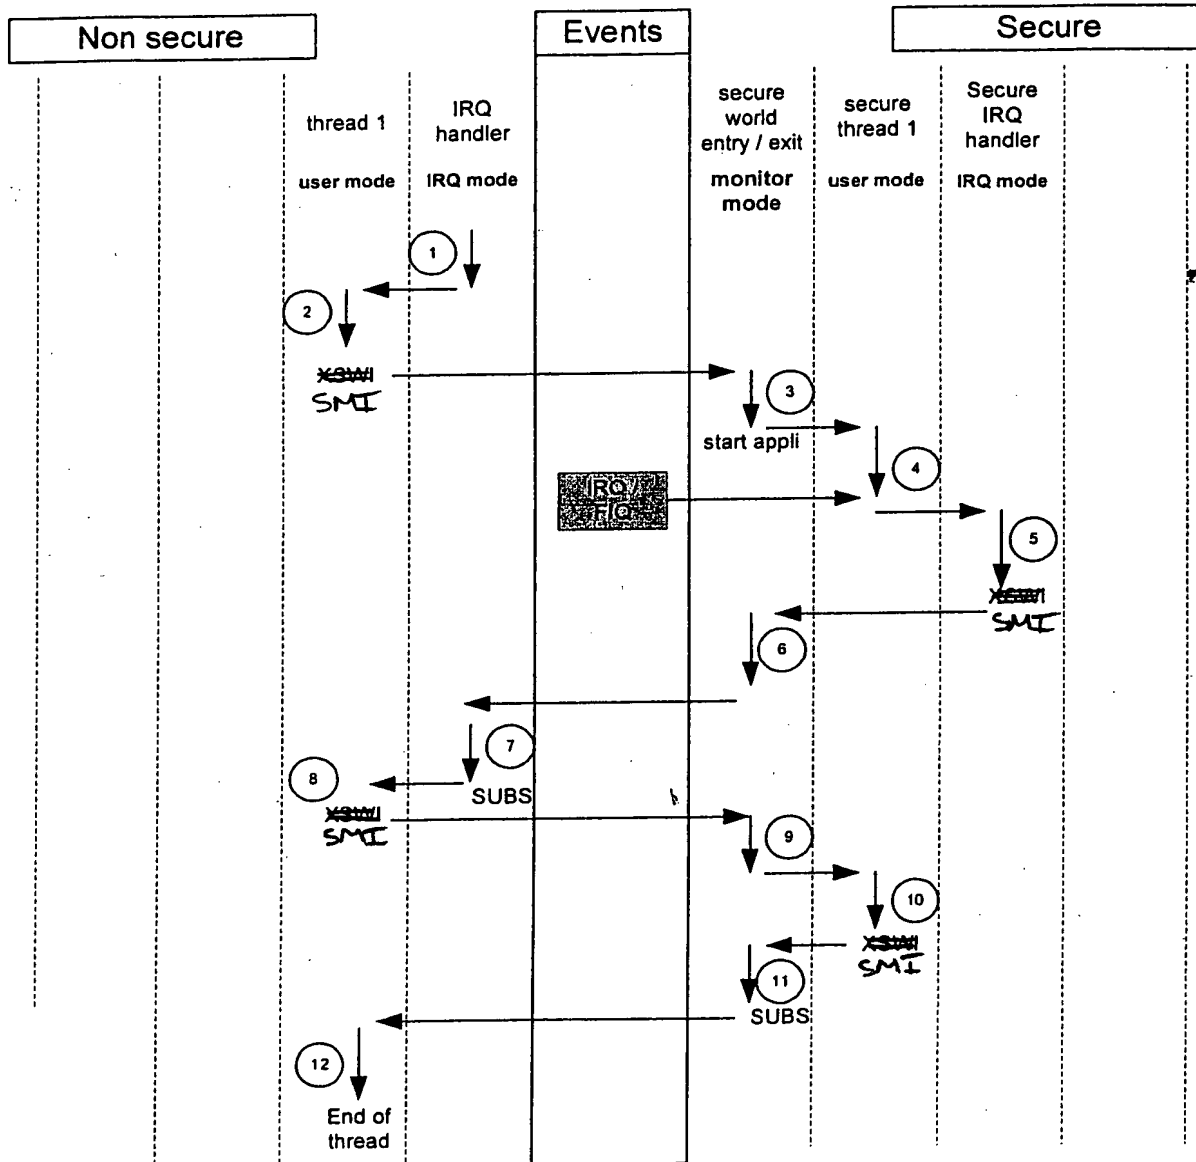 Non secure
Events
Secure
thread 1
user mode
IRQ
handler
IRQ mode
secure
world
entry / exit
monitor
mode
secure
thread 1
user mode
Secure
IRQ
handler
IRQ mode
1
2
XSWI
SMI
3
start appli
4
IRQ /
FIQ
5
XSWI
SMI
6
7
SUBS
8
XSWI
SMI
9
10
XSWI
SMI
11
SUBS
12
End of
thread